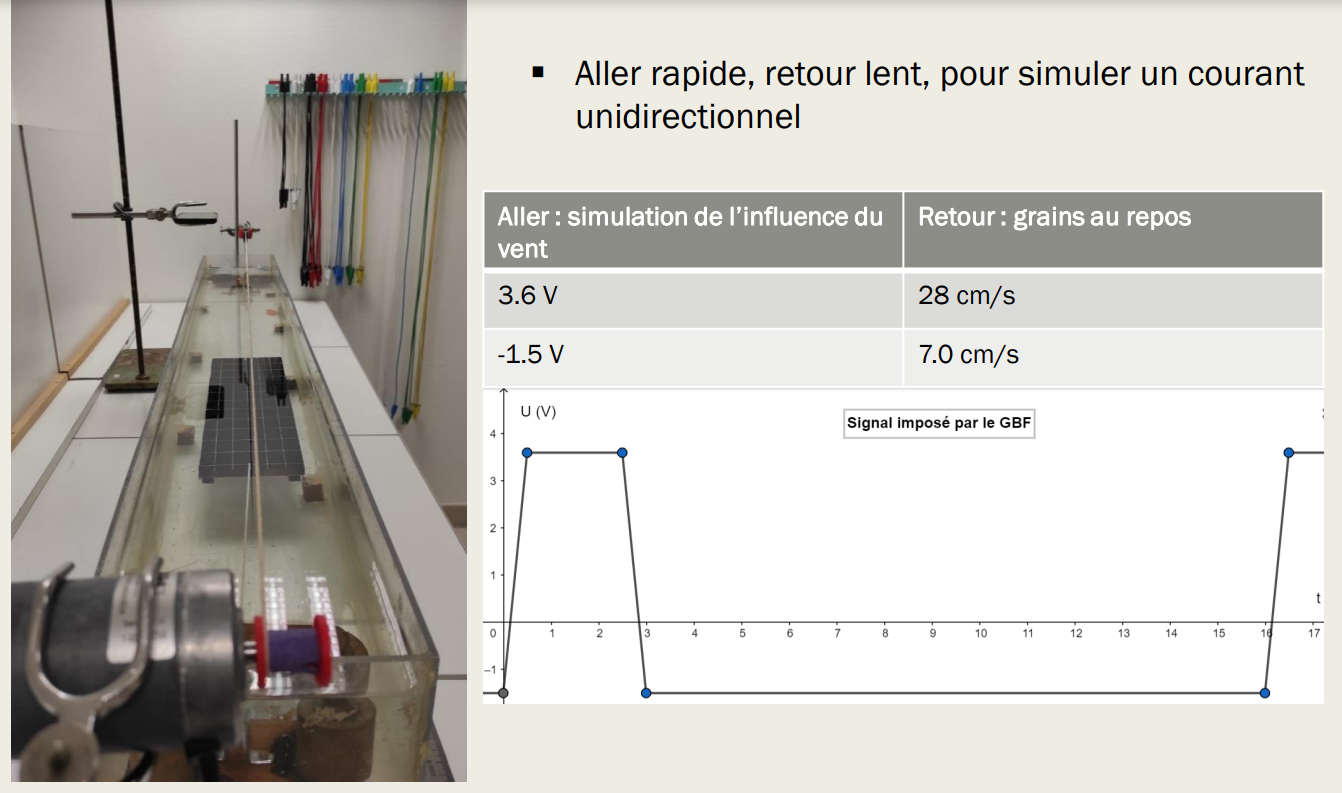 ▪ Aller rapide, retour lent, pour simuler un courant
unidirectionnel
Aller : simulation de l'influence du
vent
Retour : grains au repos
3.6 V
28 cm/s
-1.5 V
7.0 cm/s
U (V)
Signal imposé par le GBF
4
3
2
1
t
0 1 2 3 4 5 6 7 8 9 10 11 12 13 14 15 16 17
–1